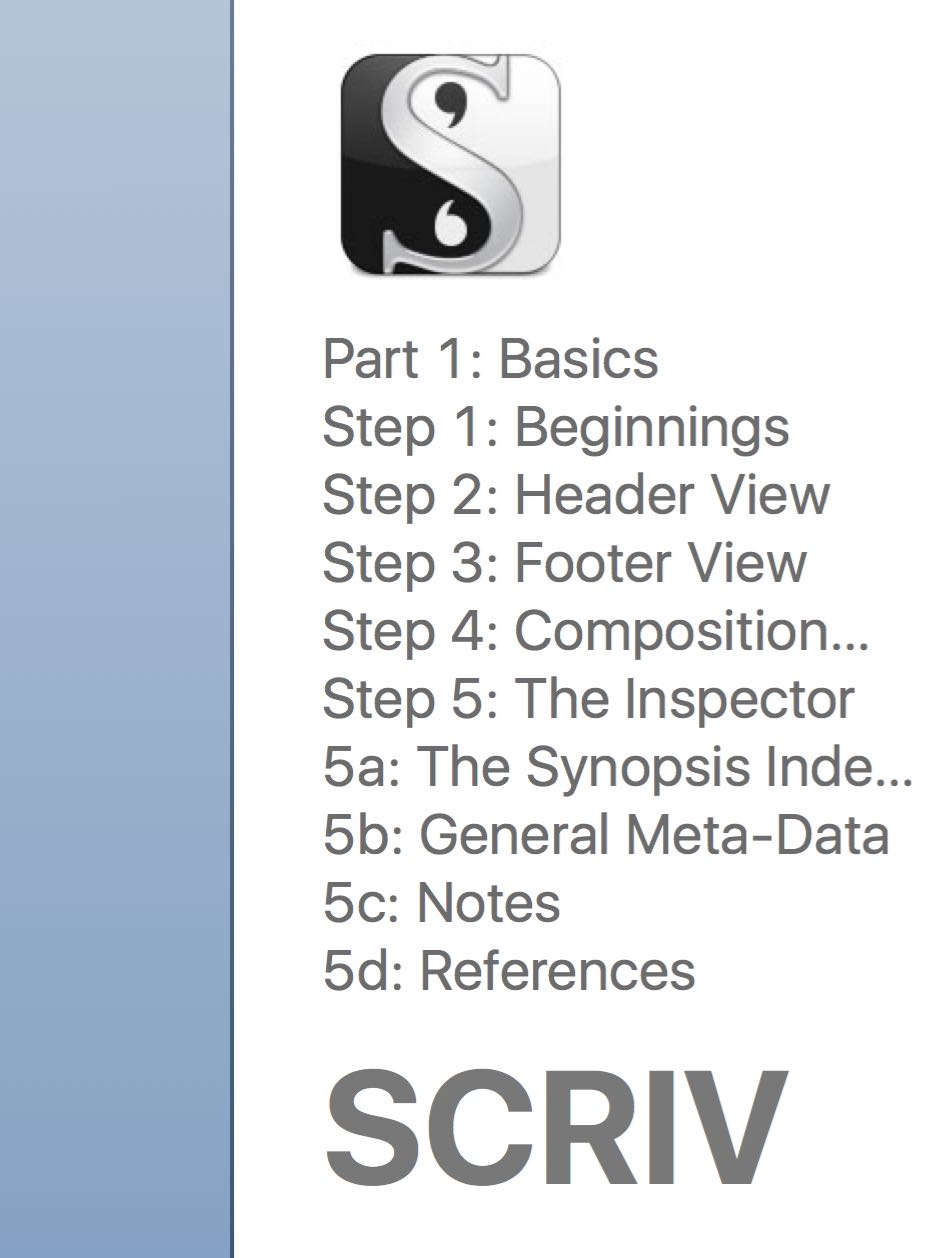 Part 1: Basics
Step 1: Beginnings
Step 2: Header View
Step 3: Footer View
Step 4: Composition...
Step 5: The Inspector
5a: The Synopsis Inde...
5b: General Meta-Data
5c: Notes
5d: References
SCRIV